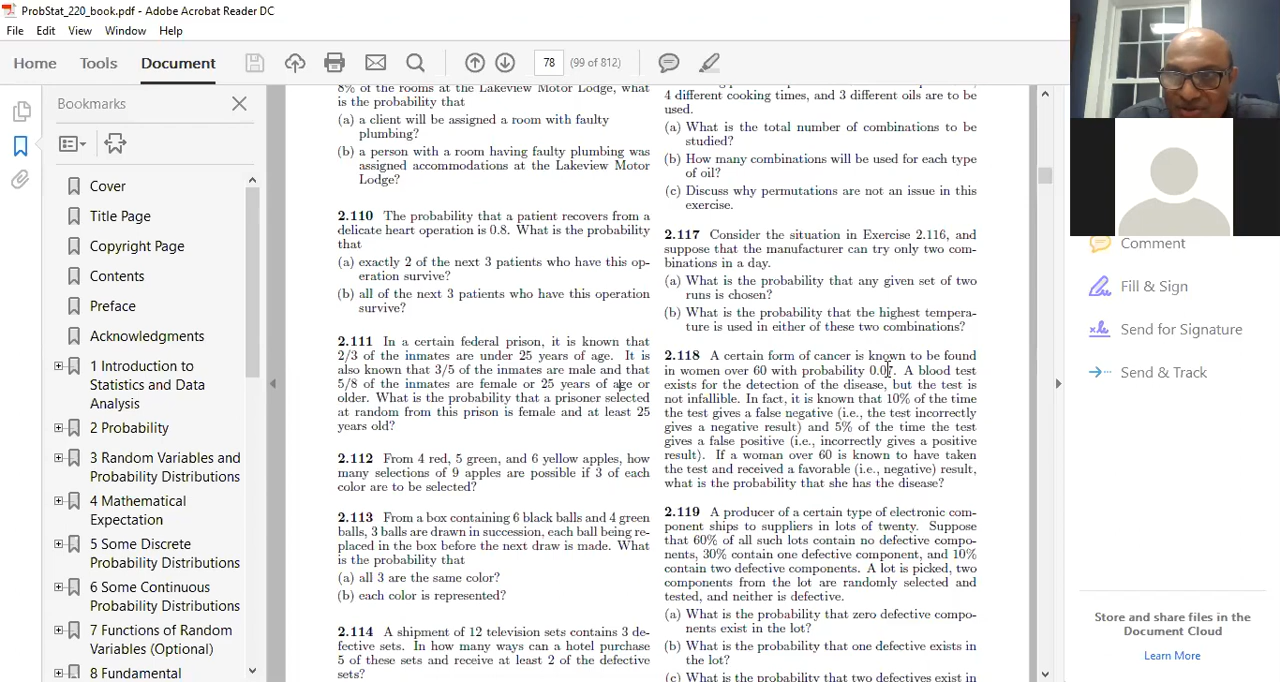 ProbStat_220_book.pdf - Adobe Acrobat Reader DC
File Edit View Window Help
Home Tools Document 78 (99 of 812)
Bookmarks
Cover
Title Page
Copyright Page
Contents
Preface
Acknowledgments
1 Introduction to
Statistics and Data
Analysis
2 Probability
3 Random Variables and
Probability Distributions
4 Mathematical
Expectation
5 Some Discrete
Probability Distributions
6 Some Continuous
Probability Distributions
7 Functions of Random
Variables (Optional)
8 Fundamental
8% of the rooms at the Lakeview Motor Lodge, what
is the probability that
(a) a client will be assigned a room with faulty
plumbing?
(b) a person with a room having faulty plumbing was
assigned accommodations at the Lakeview Motor
Lodge?
2.110 The probability that a patient recovers from a
delicate heart operation is 0.8. What is the probability
that
(a) exactly 2 of the next 3 patients who have this op-
eration survive?
(b) all of the next 3 patients who have this operation
survive?
2.111 In a certain federal prison, it is known that
2/3 of the inmates are under 25 years of age. It is
also known that 3/5 of the inmates are male and that
5/8 of the inmates are female or 25 years of age or
older. What is the probability that a prisoner selected
at random from this prison is female and at least 25
years old?
2.112 From 4 red, 5 green, and 6 yellow apples, how
many selections of 9 apples are possible if 3 of each
color are to be selected?
2.113 From a box containing 6 black balls and 4 green
balls, 3 balls are drawn in succession, each ball being re-
placed in the box before the next draw is made. What
is the probability that
(a) all 3 are the same color?
(b) each color is represented?
2.114 A shipment of 12 television sets contains 3 de-
fective sets. In how many ways can a hotel purchase
5 of these sets and receive at least 2 of the defective
sets?
4 different cooking times, and 3 different oils are to be
used.
(a) What is the total number of combinations to be
studied?
(b) How many combinations will be used for each type
of oil?
(c) Discuss why permutations are not an issue in this
exercise.
2.117 Consider the situation in Exercise 2.116, and
suppose that the manufacturer can try only two com-
binations in a day.
(a) What is the probability that any given set of two
runs is chosen?
(b) What is the probability that the highest tempera-
ture is used in either of these two combinations?
2.118 A certain form of cancer is known to be found
in women over 60 with probability 0.07. A blood test
exists for the detection of the disease, but the test is
not infallible. In fact, it is known that 10% of the time
the test gives a false negative (i.e., the test incorrectly
gives a negative result) and 5% of the time the test
gives a false positive (i.e., incorrectly gives a positive
result). If a woman over 60 is known to have taken
the test and received a favorable (i.e., negative) result,
what is the probability that she has the disease?
2.119 A producer of a certain type of electronic com-
ponent ships to suppliers in lots of twenty. Suppose
that 60% of all such lots contain no defective compo-
nents, 30% contain one defective component, and 10%
contain two defective components. A lot is picked, two
components from the lot are randomly selected and
tested, and neither is defective.
(a) What is the probability that zero defective compo-
nents exist in the lot?
(b) What is the probability that one defective exists in
the lot?
(c) What is the probability that two defectives exist in
Comment
Fill & Sign
Send for Signature
Send & Track
Store and share files in the
Document Cloud
Learn More